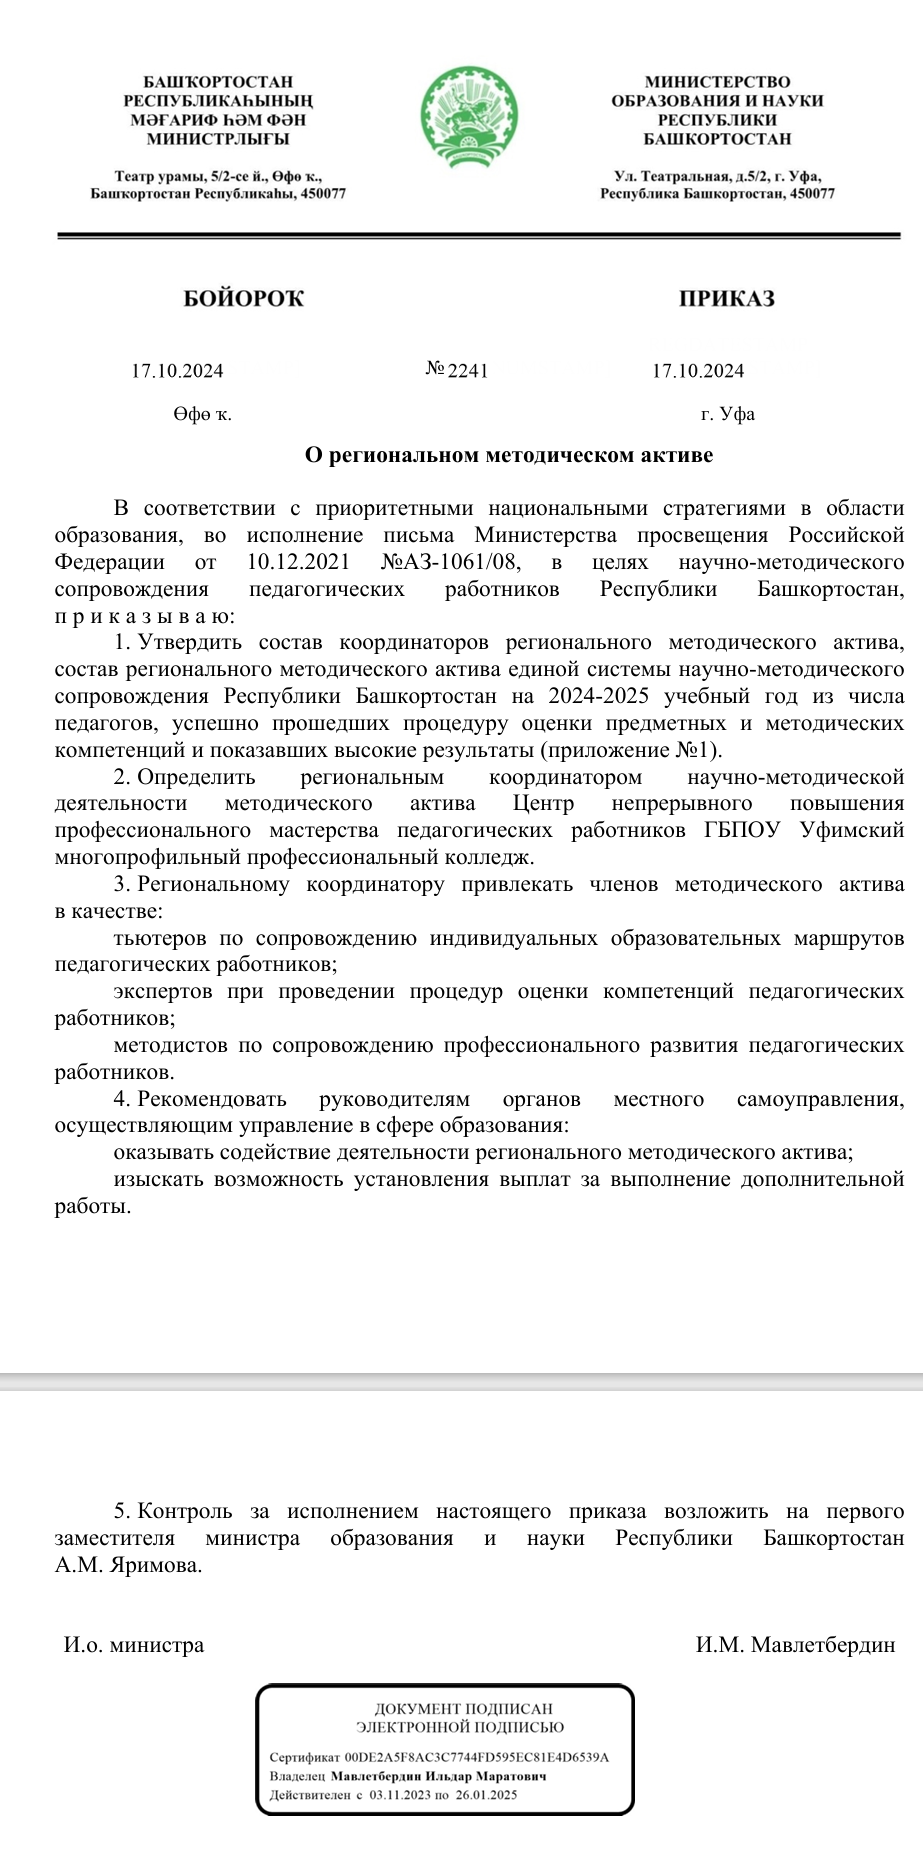 БАШҠОРТОСТАН
РЕСПУБЛИКАҺЫНЫҢ
МӘҒАРИФ ҺӘМ ФӘН
МИНИСТРЛЫҒЫ
Театр урамы, 5/2-се й., Өфө ҡ.,
Башҡортостан Республикаһы, 450077
МИНИСТЕРСТВО
ОБРАЗОВАНИЯ И НАУКИ
РЕСПУБЛИКИ
БАШКОРТОСТАН
Ул. Театральная, д.5/2, г. Уфа,
Республика Башкортостан, 450077
БОЙОРОҠ ПРИКАЗ
17.10.2024 № 2241 17.10.2024
Өфө ҡ. г. Уфа
О региональном методическом активе
В соответствии с приоритетными национальными стратегиями в области
образования, во исполнение письма Министерства просвещения Российской
Федерации от 10.12.2021 №АЗ-1061/08, в целях научно-методического
сопровождения педагогических работников Республики Башкортостан,
п р и к а з ы в а ю:
1. Утвердить состав координаторов регионального методического актива,
состав регионального методического актива единой системы научно-методического
сопровождения Республики Башкортостан на 2024-2025 учебный год из числа
педагогов, успешно прошедших процедуру оценки предметных и методических
компетенций и показавших высокие результаты (приложение №1).
2. Определить региональным координатором научно-методической
деятельности методического актива Центр непрерывного повышения
профессионального мастерства педагогических работников ГБПОУ Уфимский
многопрофильный профессиональный колледж.
3. Региональному координатору привлекать членов методического актива
в качестве:
тьютеров по сопровождению индивидуальных образовательных маршрутов
педагогических работников;
экспертов при проведении процедур оценки компетенций педагогических
работников;
методистов по сопровождению профессионального развития педагогических
работников.
4. Рекомендовать руководителям органов местного самоуправления,
осуществляющим управление в сфере образования:
оказывать содействие деятельности регионального методического актива;
изыскать возможность установления выплат за выполнение дополнительной
работы.
5. Контроль за исполнением настоящего приказа возложить на первого
заместителя министра образования и науки Республики Башкортостан
А.М. Яримова.
И.о. министра И.М. Мавлетбердин
ДОКУМЕНТ ПОДПИСАН
ЭЛЕКТРОННОЙ ПОДПИСЬЮ
Сертификат 00DE2A5F8AC3C7744FD595EC81E4D6539A
Владелец Мавлетбердин Ильдар Маратович
Действителен с 03.11.2023 по 26.01.2025